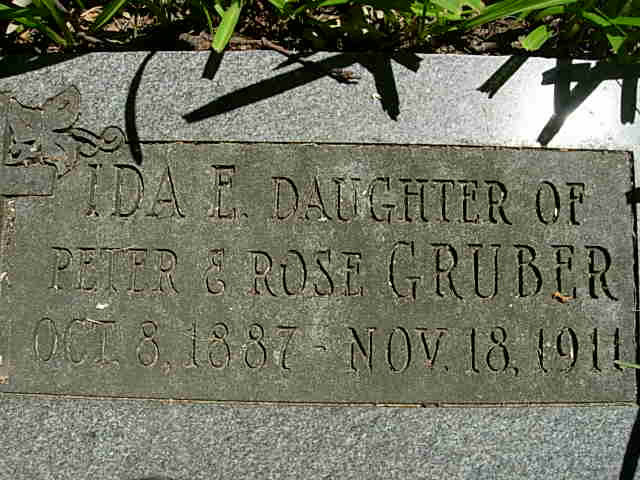 IDA E. DAUGHTER OF
PETER & ROSE GRUBER
OCT. 8, 1887 - NOV. 18, 1911